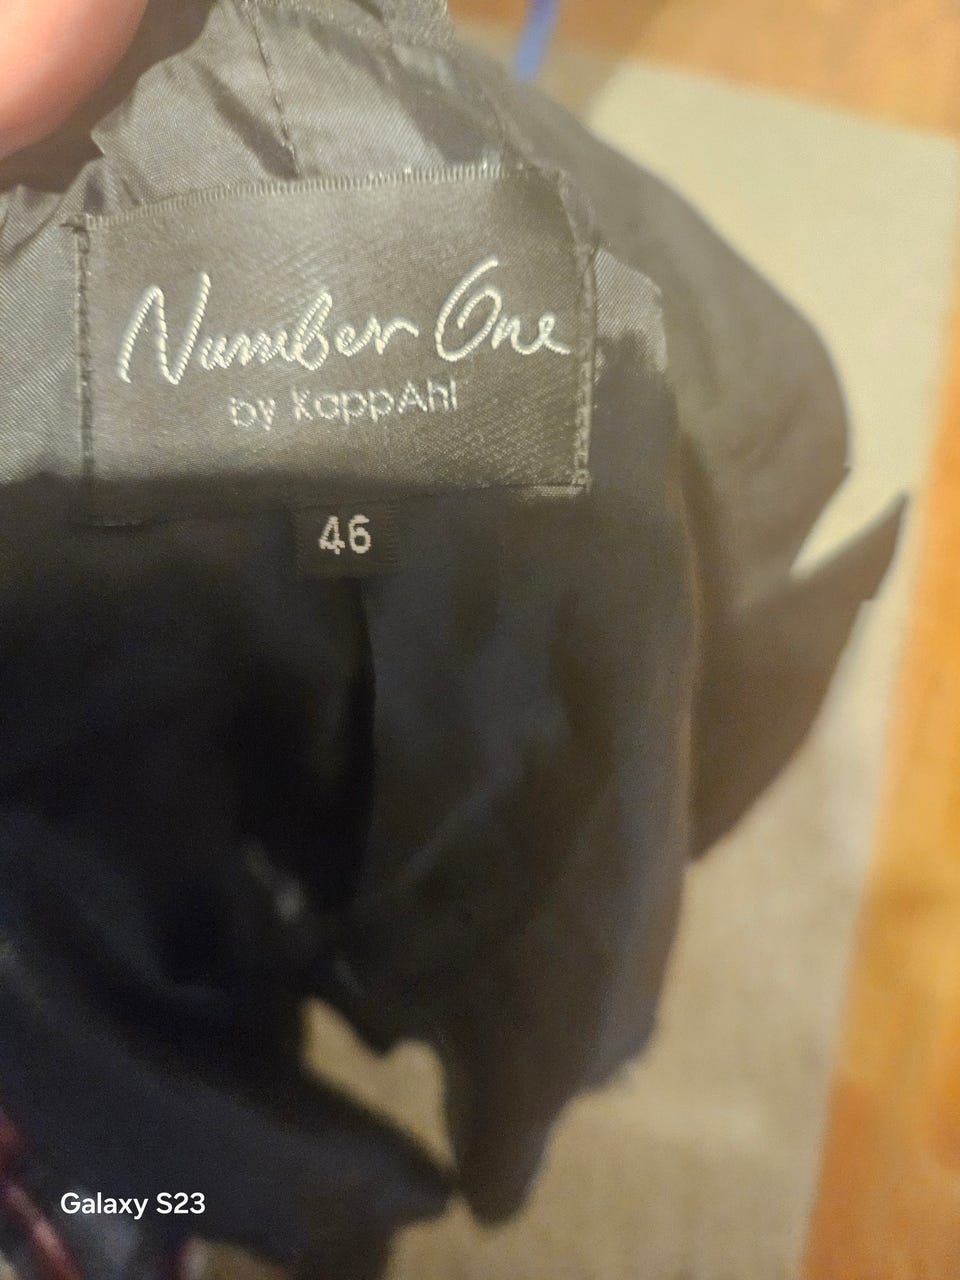 Number One
by KappAhl
46
Galaxy S23